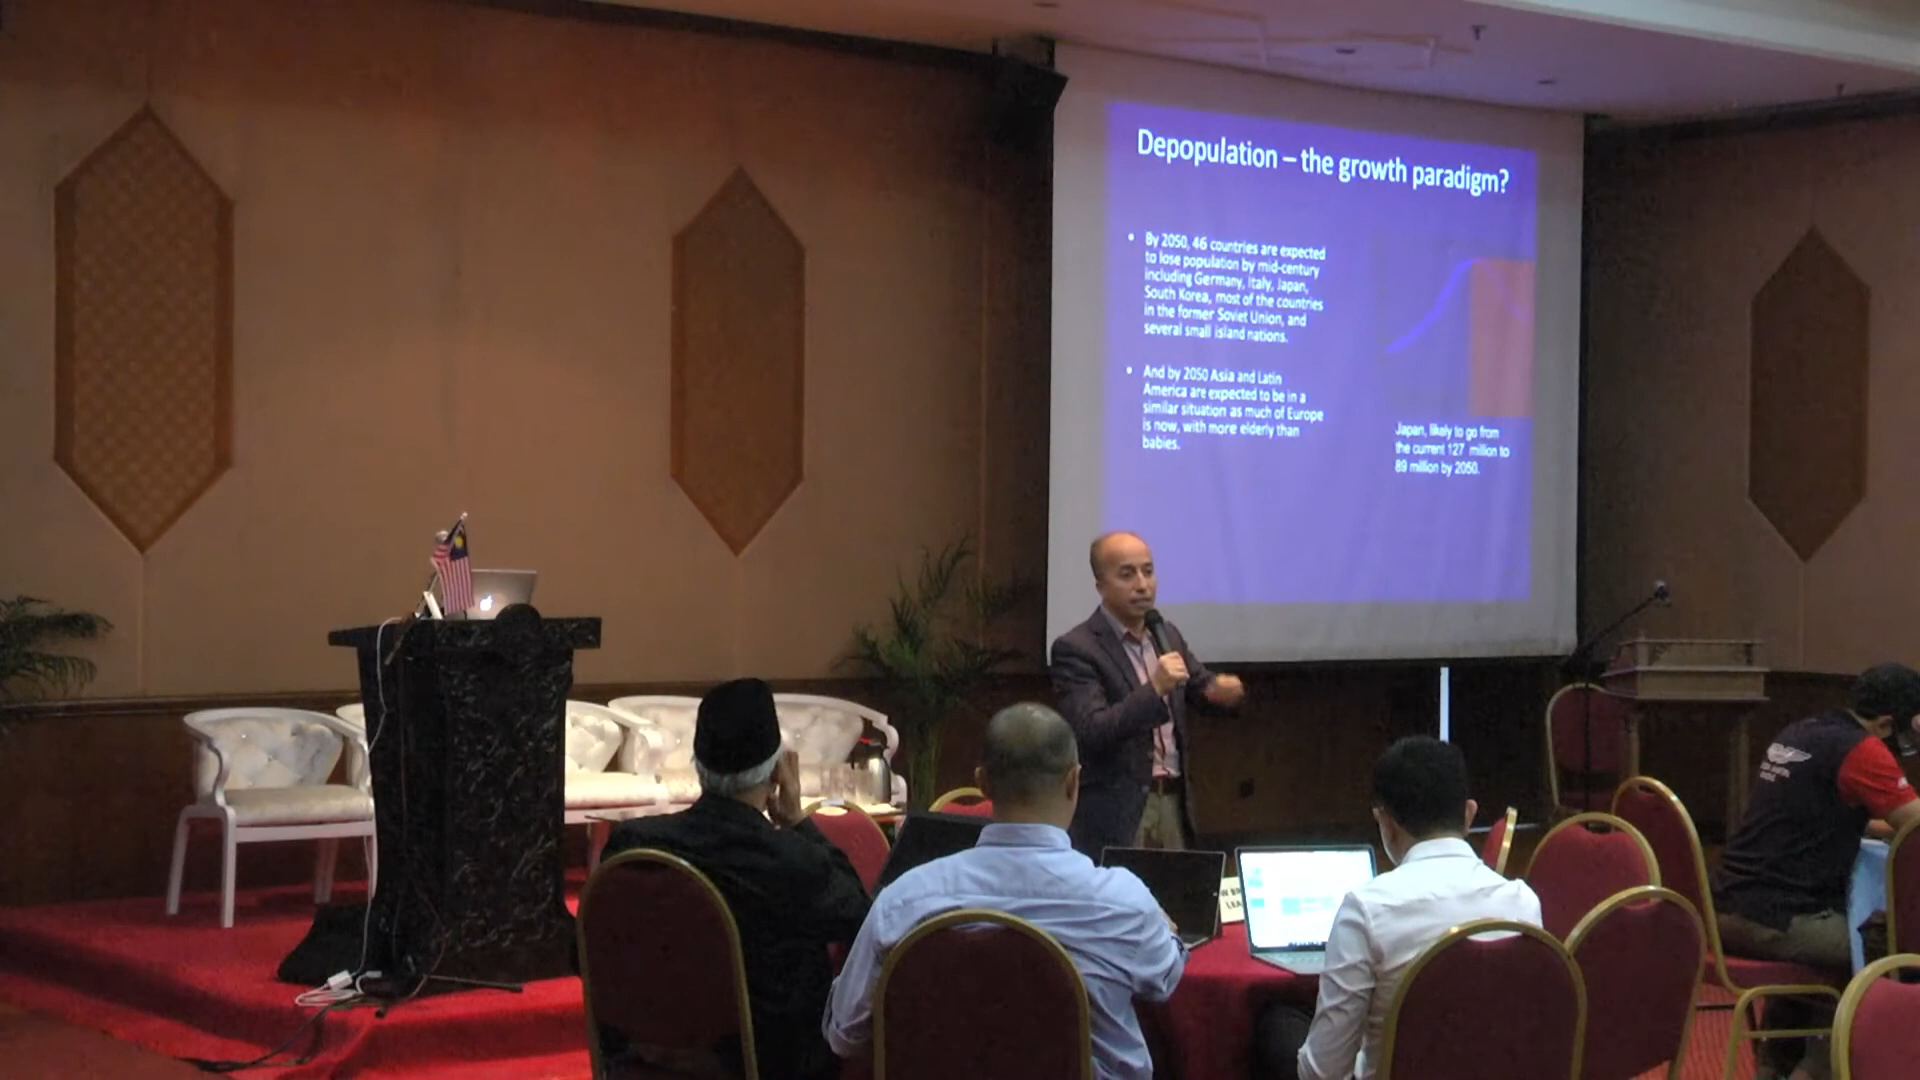 Depopulation – the growth paradigm?
• By 2050, 46 countries are expected
to lose population by mid-century
including Germany, Italy, Japan,
South Korea, most of the countries
in the former Soviet Union, and
several small island nations.
• And by 2050 Asia and Latin
America are expected to be in a
similar situation as much of Europe
is now, with more elderly than
babies.
Japan, likely to go from
the current 127 million to
89 million by 2050.